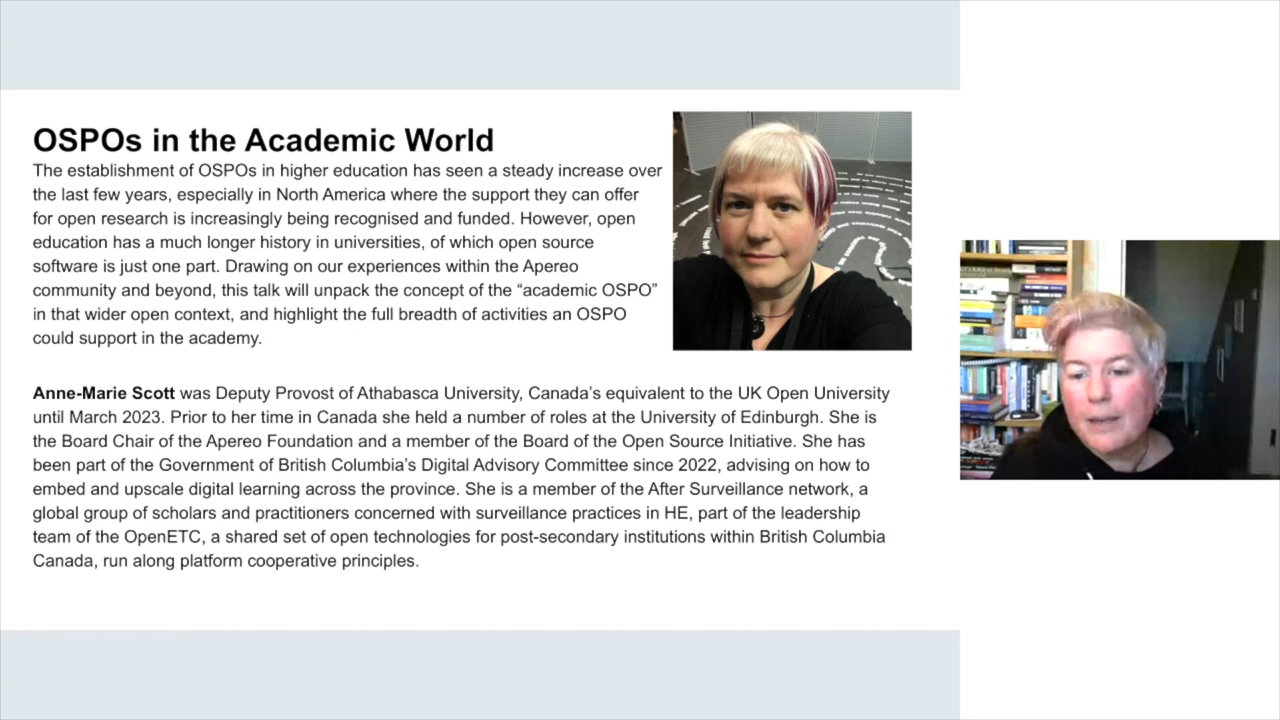 OSPOs in the Academic World
The establishment of OSPOs in higher education has seen a steady increase over
the last few years, especially in North America where the support they can offer
for open research is increasingly being recognised and funded. However, open
education has a much longer history in universities, of which open source
software is just one part. Drawing on our experiences within the Apereo
community and beyond, this talk will unpack the concept of the “academic OSPO”
in that wider open context, and highlight the full breadth of activities an OSPO
could support in the academy.
Anne-Marie Scott was Deputy Provost of Athabasca University, Canada’s equivalent to the UK Open University
until March 2023. Prior to her time in Canada she held a number of roles at the University of Edinburgh. She is
the Board Chair of the Apereo Foundation and a member of the Board of the Open Source Initiative. She has
been part of the Government of British Columbia’s Digital Advisory Committee since 2022, advising on how to
embed and upscale digital learning across the province. She is a member of the After Surveillance network, a
global group of scholars and practitioners concerned with surveillance practices in HE, part of the leadership
team of the OpenETC, a shared set of open technologies for post-secondary institutions within British Columbia
Canada, run along platform cooperative principles.